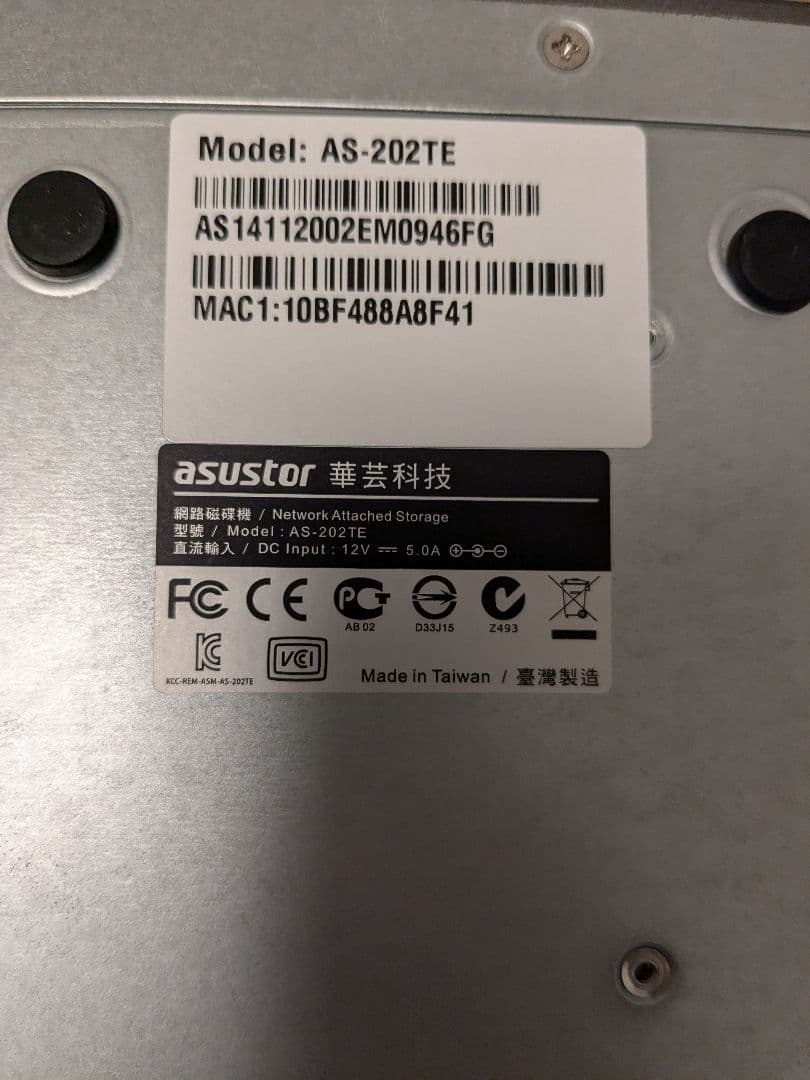 Model: AS-202TE
AS14112002EM0946FG
MAC1:10BF488A8F41
asustor 華芸科技
網路磁碟機 / Network Attached Storage
型號 / Model : AS-202TE
直流輸入 / DC Input : 12V ⎓ 5.0A
FC CE PCT
AB 02 D33J15 Z493
KC VCI
KCC-REM-ASM-AS-202TE
Made in Taiwan / 臺灣製造